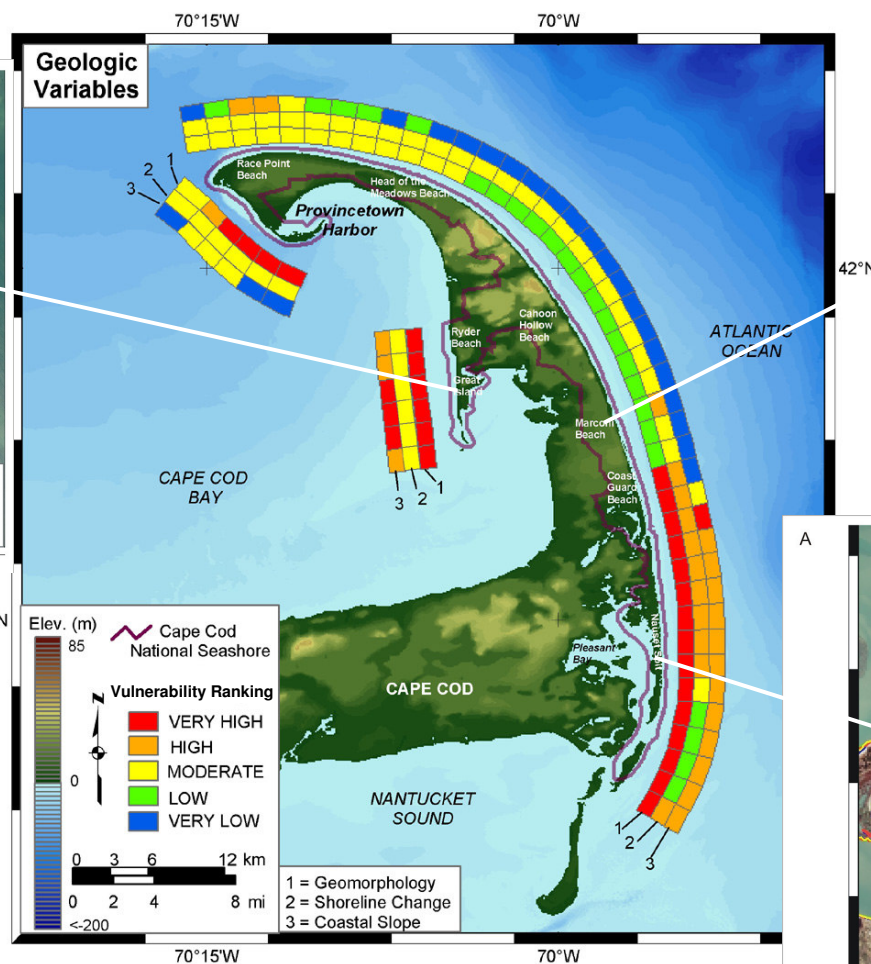 70°15'W
70°W
Geologic
Variables
1
2
3
Race Point
Beach
Head of the
Meadows Beach
Provincetown
Harbor
42°N
ATLANTIC
OCEAN
Cahoon
Hollow
Beach
Ryder
Beach
Great
Island
Marconi
Beach
CAPE COD
BAY
Coast
Guard
Beach
3
2
1
A
N
Elev. (m)
85
0
<-200
Cape Cod
National Seashore
Vulnerability Ranking
N
VERY HIGH
HIGH
MODERATE
LOW
VERY LOW
0 3 6 12 km
0 2 4 8 mi
Pleasant
Bay
CAPE COD
NANTUCKET
SOUND
1
2
3
1 = Geomorphology
2 = Shoreline Change
3 = Coastal Slope
70°15'W
70°W